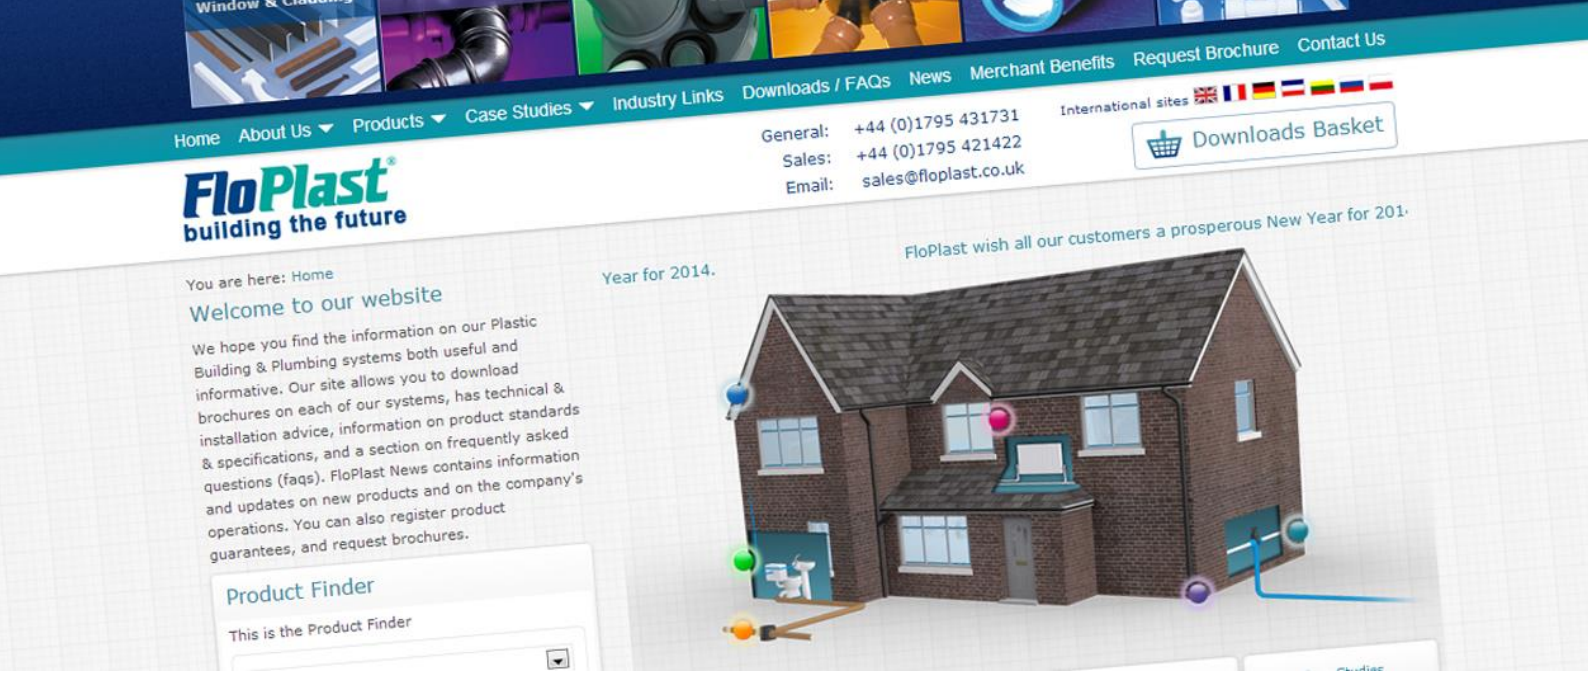 Window & Cladding
Home About Us Products Case Studies Industry Links Downloads / FAQs News Merchant Benefits Request Brochure Contact Us
FloPlast®
building the future
General: +44 (0)1795 431731
Sales: +44 (0)1795 421422
Email: sales@floplast.co.uk
International sites
Downloads Basket
You are here: Home
Welcome to our website
We hope you find the information on our Plastic
Building & Plumbing systems both useful and
informative. Our site allows you to download
brochures on each of our systems, has technical &
installation advice, information on product standards
& specifications, and a section on frequently asked
questions (faqs). FloPlast News contains information
and updates on new products and on the company's
operations. You can also register product
guarantees, and request brochures.
Year for 2014.
FloPlast wish all our customers a prosperous New Year for 201
Product Finder
This is the Product Finder
Studies